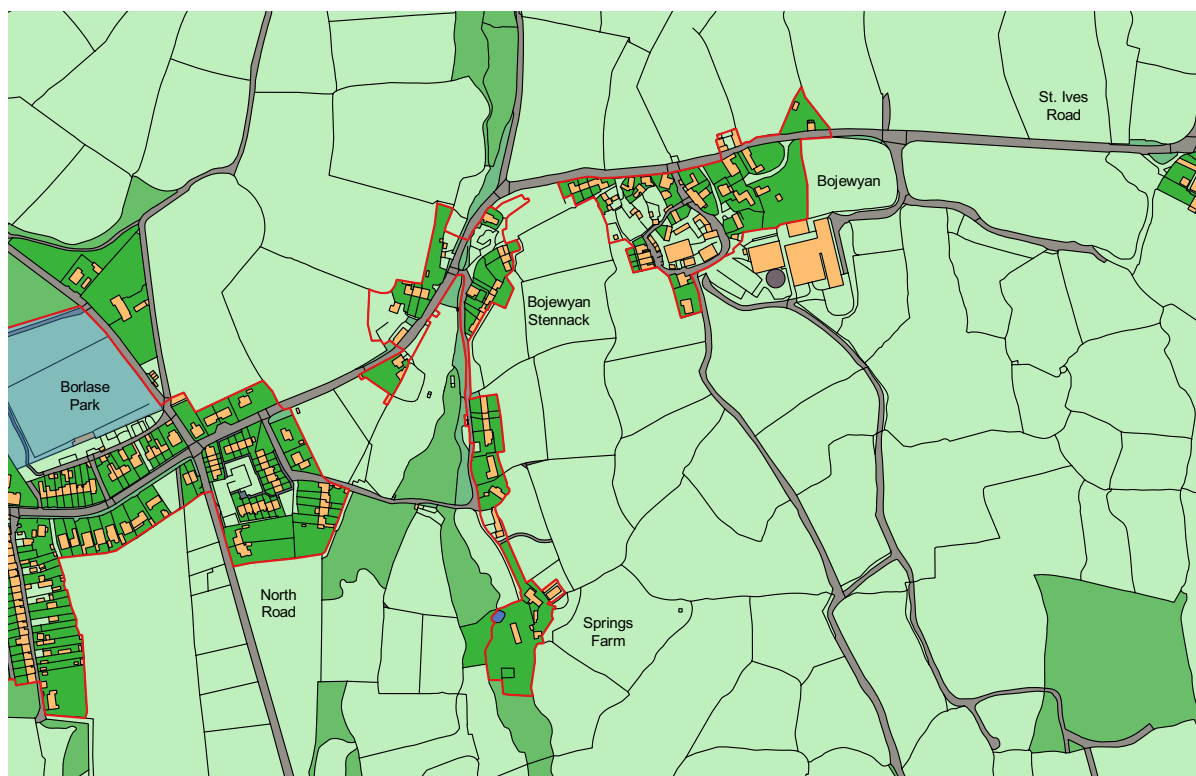 St. Ives
Road
Bojewyan
Bojewyan
Stennack
Borlase
Park
North
Road
Springs
Farm